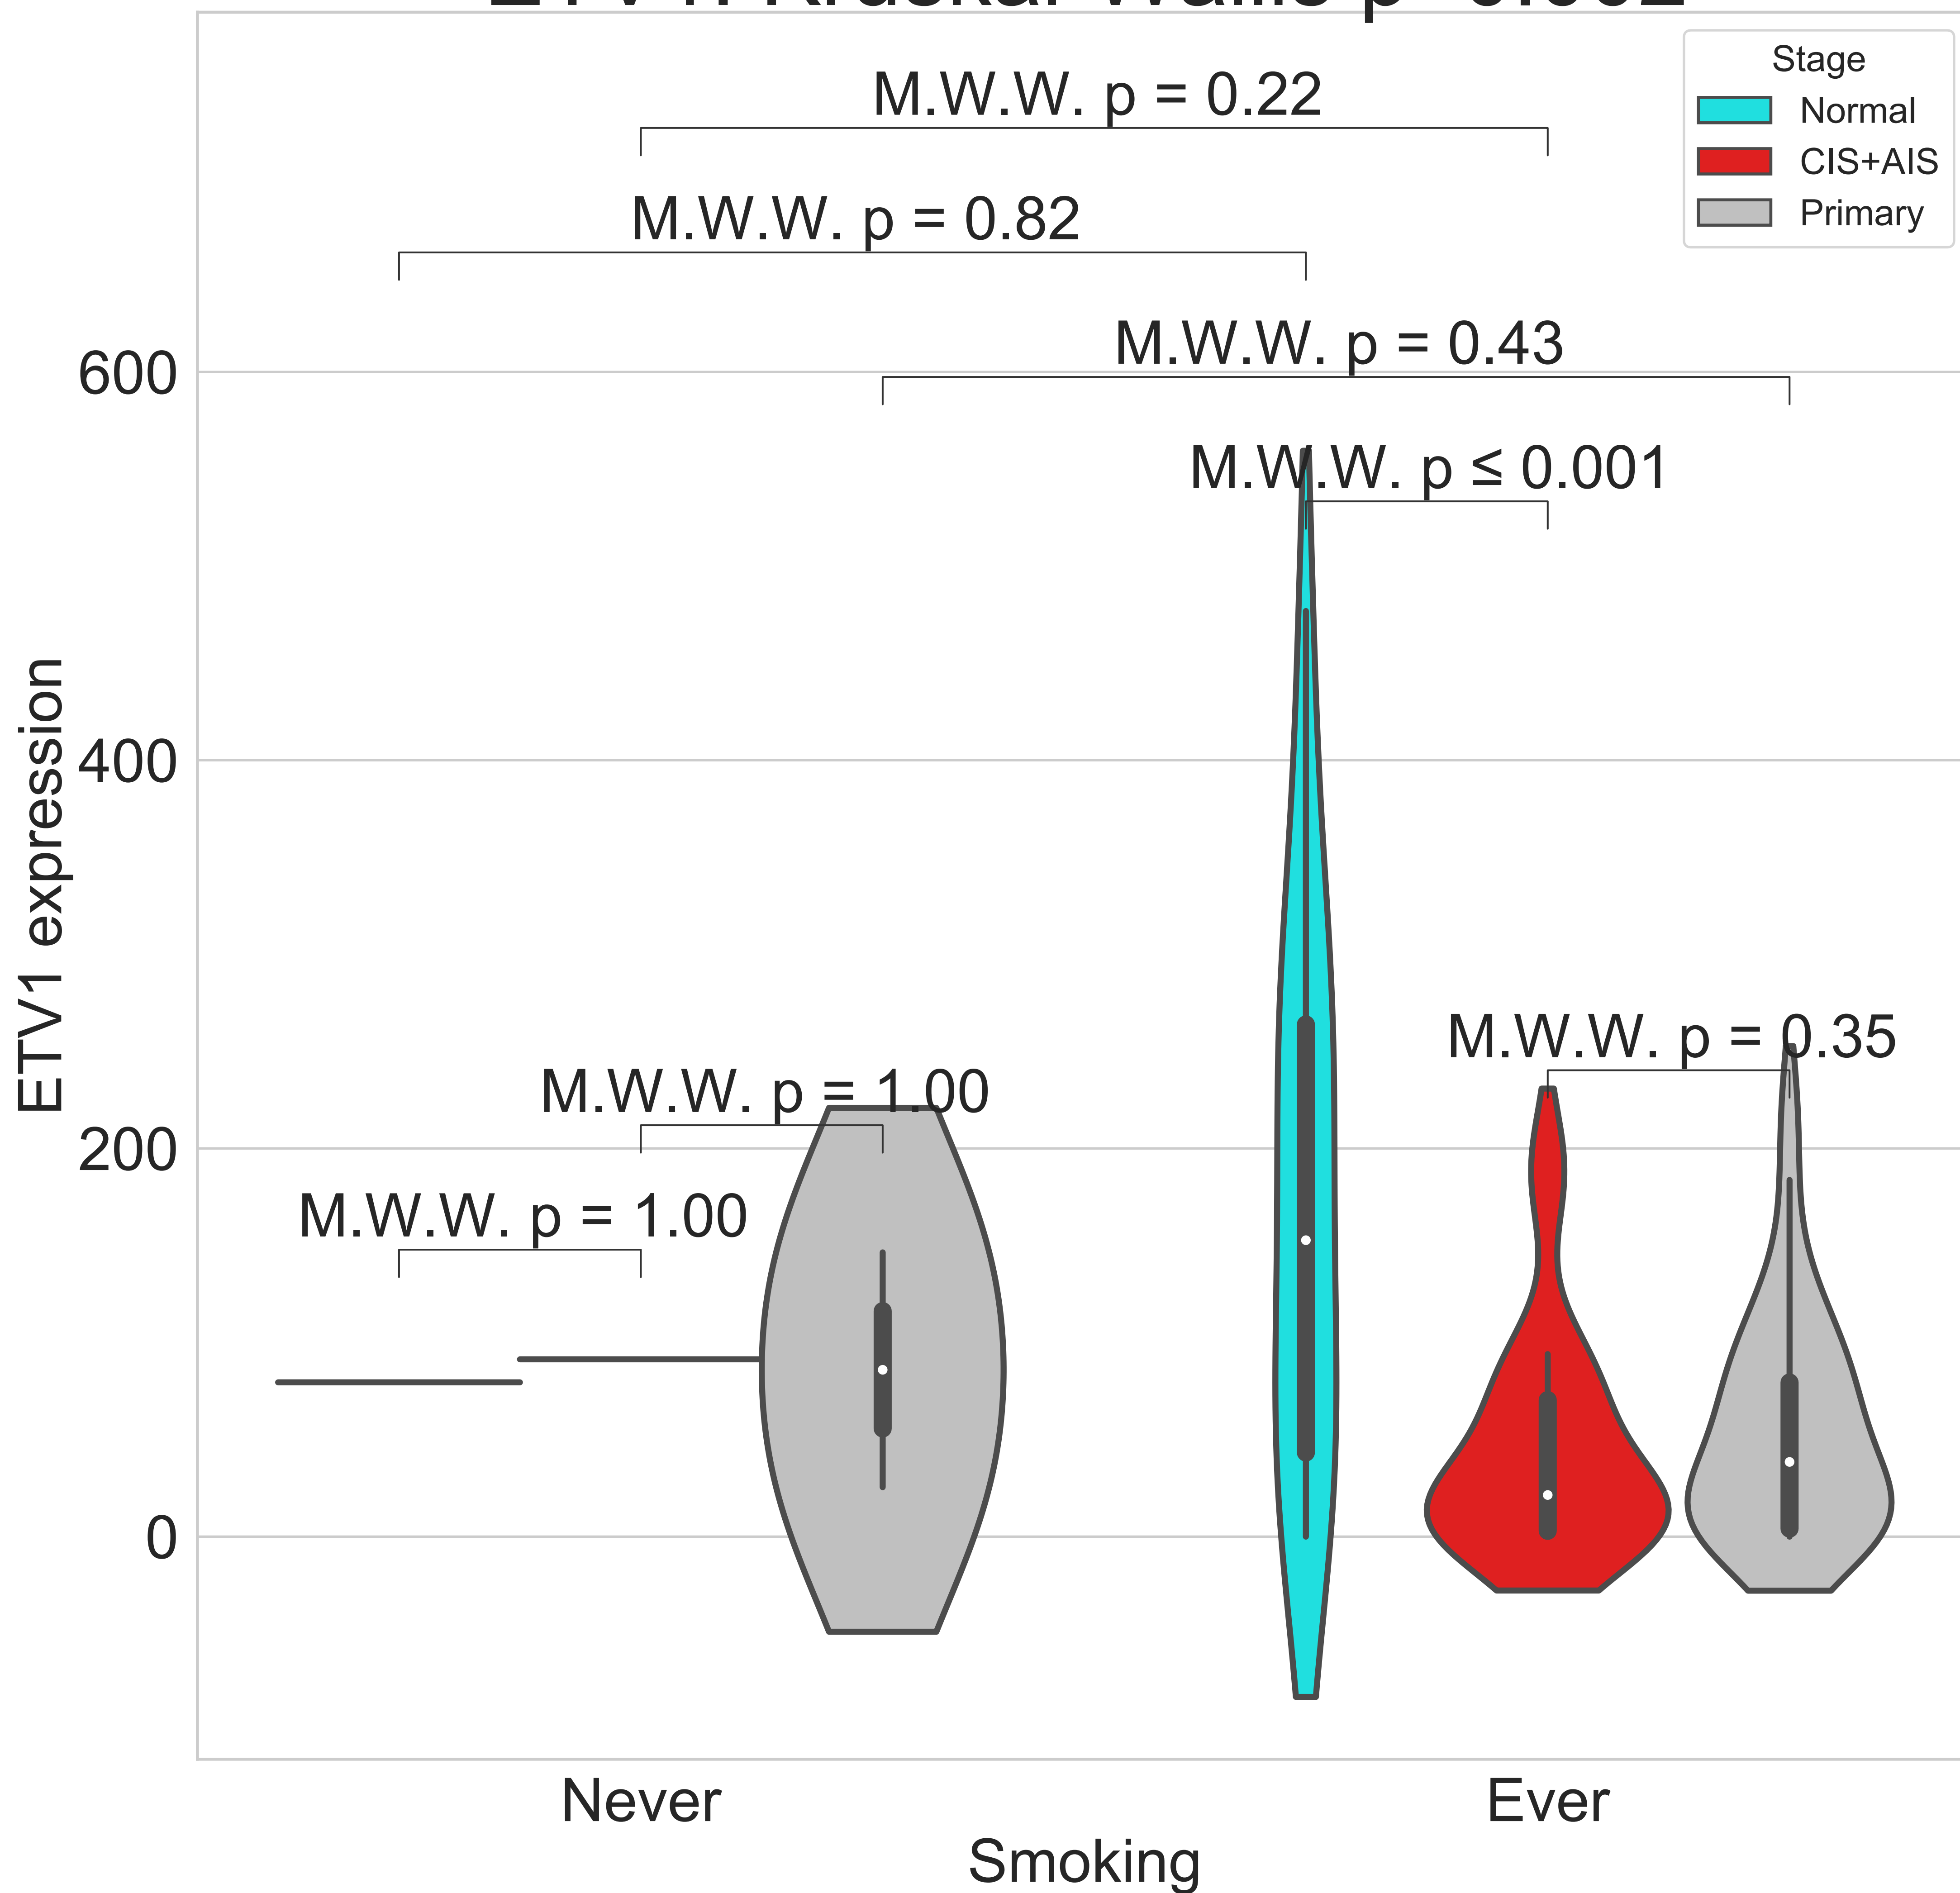 Stage
Normal
CIS+AIS
Primary
M.W.W. p = 0.22
M.W.W. p = 0.82
M.W.W. p = 0.43
M.W.W. p ≤ 0.001
M.W.W. p = 0.35
M.W.W. p = 1.00
M.W.W. p = 1.00
ETV1 expression
600
400
200
0
Never
Ever
Smoking